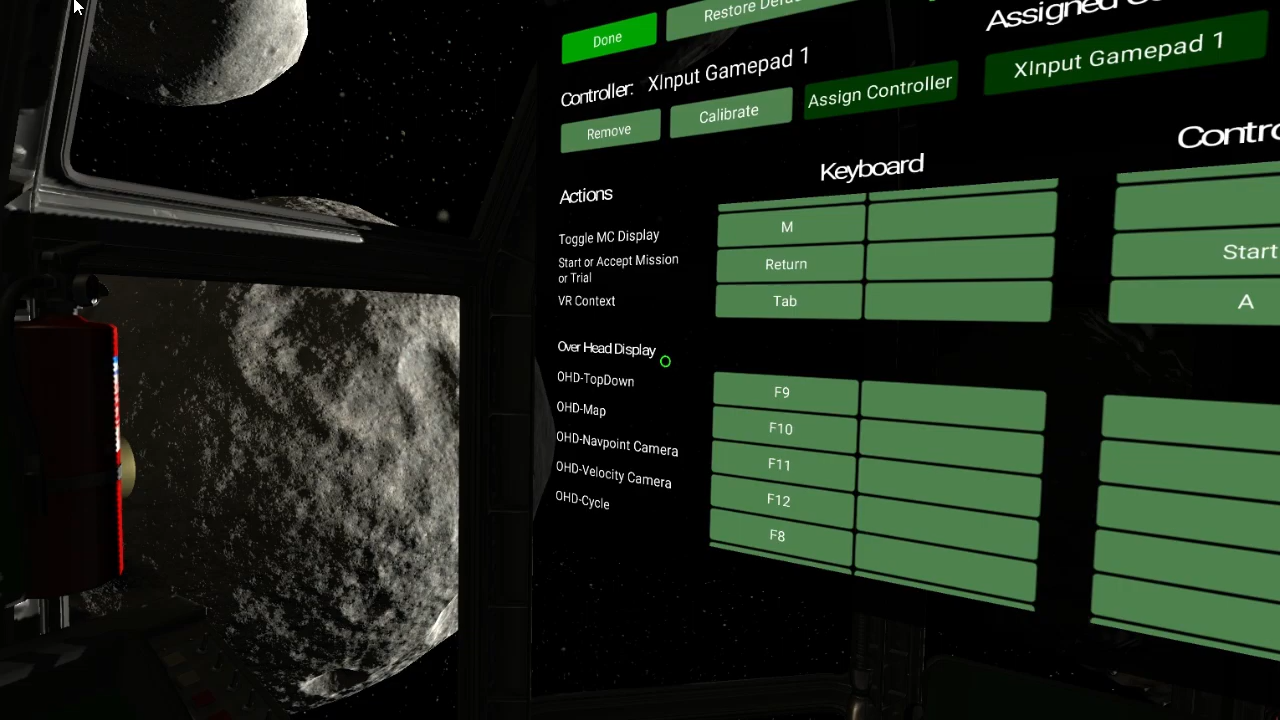 Done
Restore
Assigned
Controller: XInput Gamepad 1
XInput Gamepad 1
Remove
Calibrate
Assign Controller
Keyboard
Actions
Toggle MC Display
M
Start or Accept Mission
or Trial
Return
Start
VR Context
Tab
A
Over Head Display
OHD-TopDown
F9
OHD-Map
F10
OHD-Navpoint Camera
F11
OHD-Velocity Camera
F12
OHD-Cycle
F8